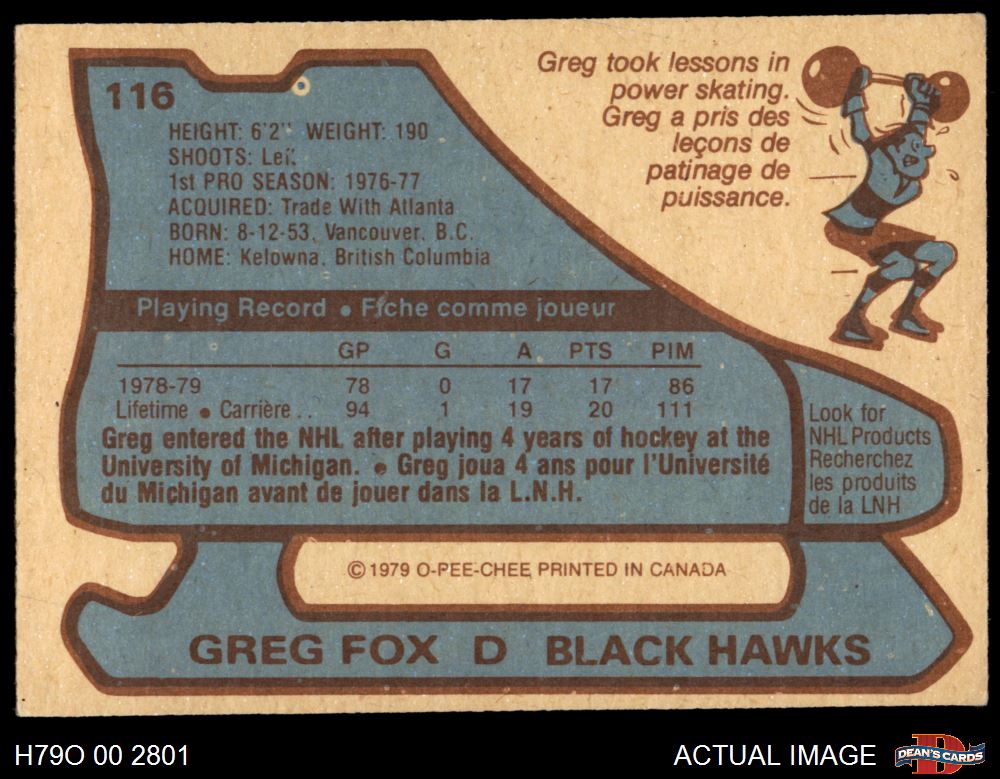 116
HEIGHT: 6'2" WEIGHT: 190
SHOOTS: Left
1st PRO SEASON: 1976-77
ACQUIRED: Trade With Atlanta
BORN: 8-12-53, Vancouver, B.C.
HOME: Kelowna, British Columbia
Greg took lessons in
power skating.
Greg a pris des
leçons de
patinage de
puissance.
Playing Record • Fiche comme joueur
GP G A PTS PIM
1978-79 78 0 17 17 86
Lifetime • Carrière .. 94 1 19 20 111
Greg entered the NHL after playing 4 years of hockey at the
University of Michigan. • Greg joua 4 ans pour l'Université
du Michigan avant de jouer dans la L.N.H.
Look for
NHL Products
Recherchez
les produits
de la LNH
©1979 O-PEE-CHEE PRINTED IN CANADA
GREG FOX D BLACK HAWKS
H79O 00 2801
ACTUAL IMAGE
DEAN'S CARDS